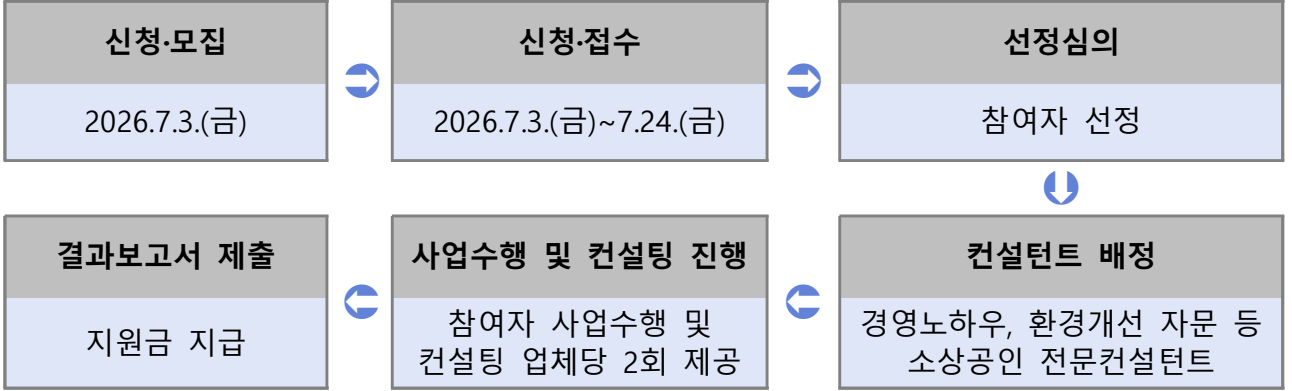 신청·모집
2026.7.3.(금)
신청·접수
2026.7.3.(금)~7.24.(금)
선정심의
참여자 선정
컨설턴트 배정
경영노하우, 환경개선 자문 등
소상공인 전문컨설턴트
사업수행 및 컨설팅 진행
참여자 사업수행 및
컨설팅 업체당 2회 제공
결과보고서 제출
지원금 지급